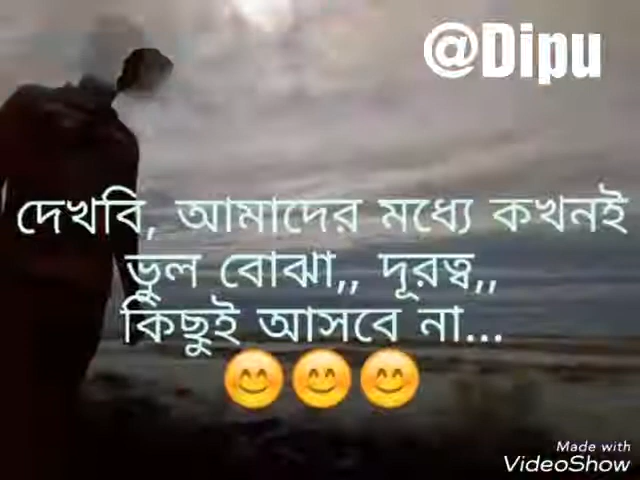 @Dipu
দেখবি, আমাদের মধ্যে কখনই
ভুল বোঝা,, দূরত্ব,,
কিছুই আসবে না...
😊😊😊
Made with
VideoShow